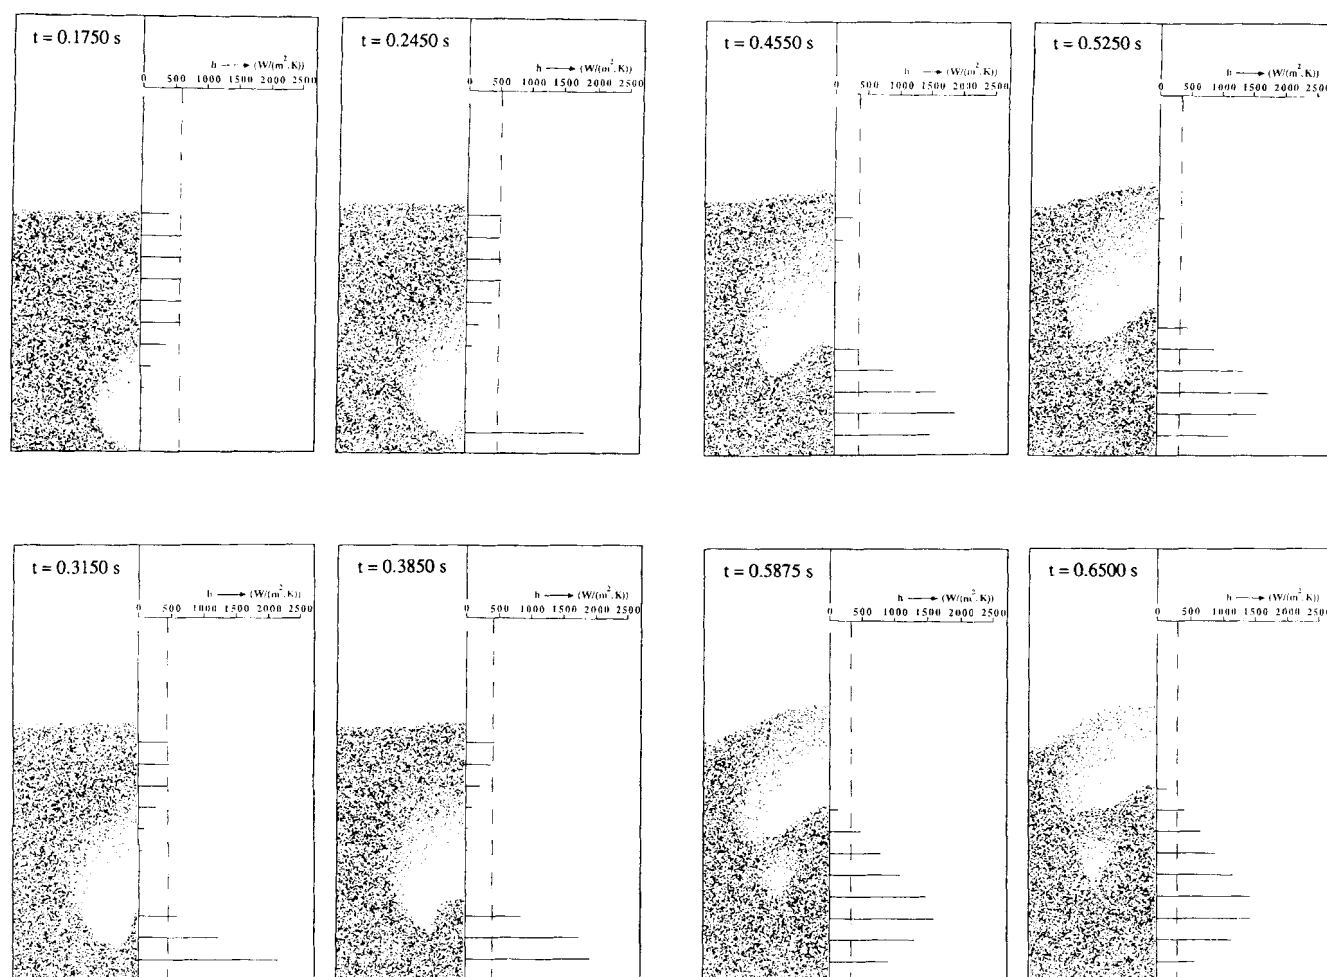 t = 0.1750 s
h → (W/(m².K))
0 500 1000 1500 2000 2500
t = 0.2450 s
h → (W/(m².K))
0 500 1000 1500 2000 2500
t = 0.4550 s
h → (W/(m².K))
0 500 1000 1500 2000 2500
t = 0.5250 s
h → (W/(m².K))
0 500 1000 1500 2000 2500
t = 0.3150 s
h → (W/(m².K))
0 500 1000 1500 2000 2500
t = 0.3850 s
h → (W/(m².K))
0 500 1000 1500 2000 2500
t = 0.5875 s
h → (W/(m².K))
0 500 1000 1500 2000 2500
t = 0.6500 s
h → (W/(m².K))
0 500 1000 1500 2000 2500